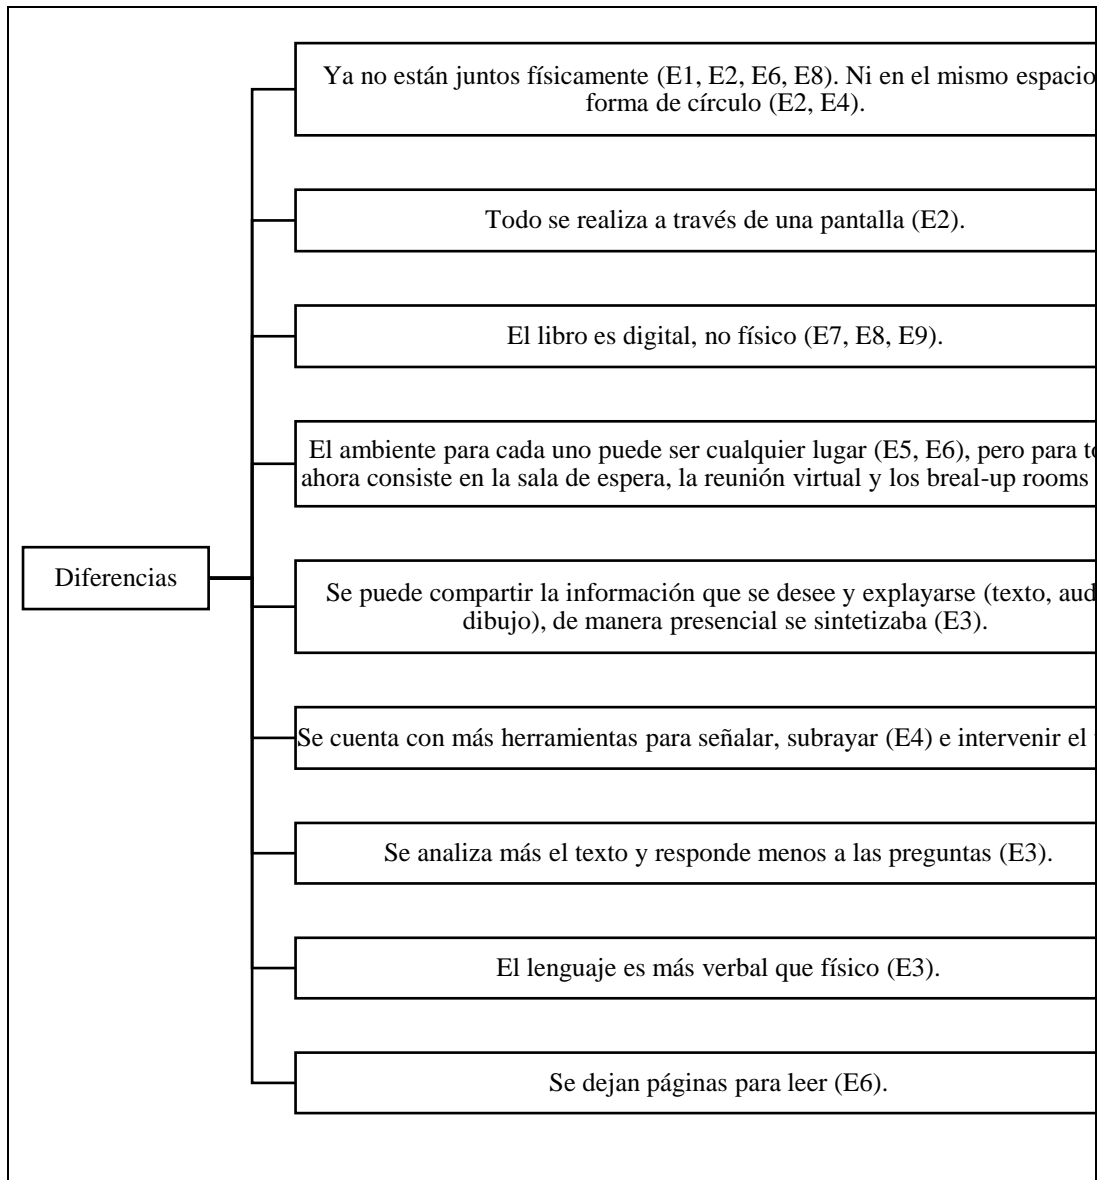 Ya no están juntos físicamente (E1, E2, E6, E8). Ni en el mismo espacio
forma de círculo (E2, E4).
Todo se realiza a través de una pantalla (E2).
El libro es digital, no físico (E7, E8, E9).
El ambiente para cada uno puede ser cualquier lugar (E5, E6), pero para
ahora consiste en la sala de espera, la reunión virtual y los breal-up rooms
Diferencias
Se puede compartir la información que se desee y explayarse (texto,
dibujo), de manera presencial se sintetizaba (E3).
Se cuenta con más herramientas para señalar, subrayar (E4) e intervenir el
Se analiza más el texto y responde menos a las preguntas (E3).
El lenguaje es más verbal que físico (E3).
Se dejan páginas para leer (E6).